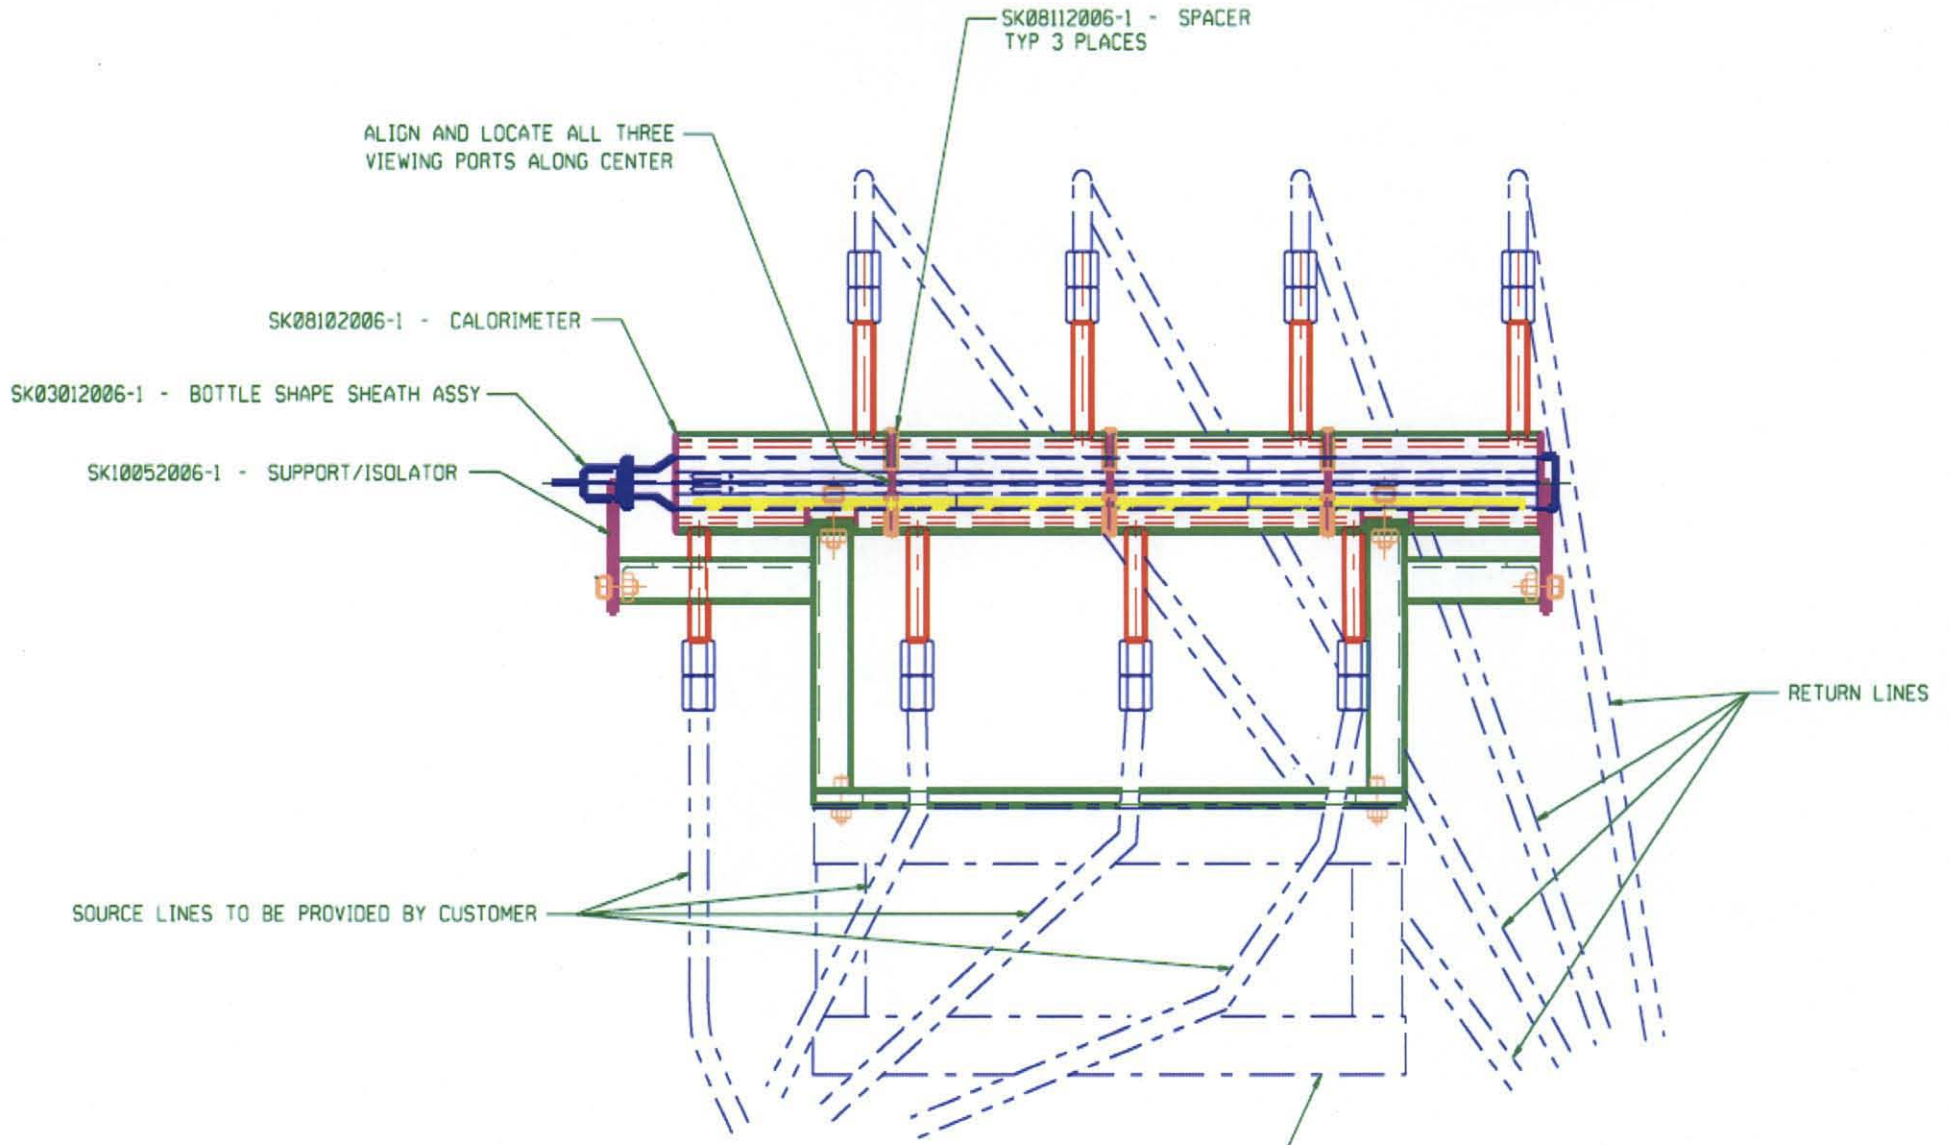 SK08112006-1 - SPACER
TYP 3 PLACES
ALIGN AND LOCATE ALL THREE
VIEWING PORTS ALONG CENTER
SK08102006-1 - CALORIMETER
SK03012006-1 - BOTTLE SHAPE SHEATH ASSY
SK10052006-1 - SUPPORT/ISOLATOR
RETURN LINES
SOURCE LINES TO BE PROVIDED BY CUSTOMER